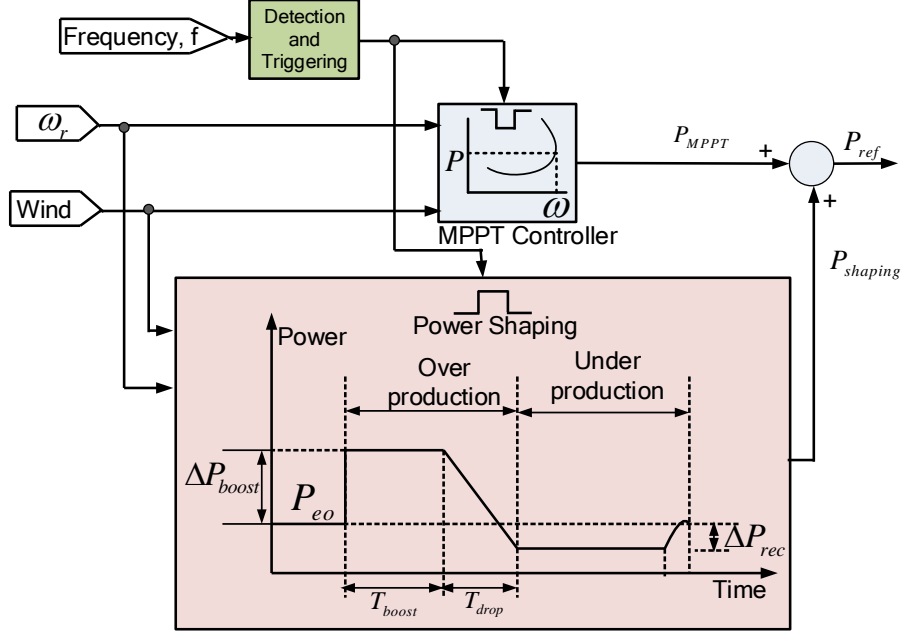 Frequency, f
Detection
and
Triggering
ω_r
Wind
P
ω
MPPT Controller
P_MPPT
+
P_ref
+
P_shaping
Power Shaping
Power
Over
production
Under
production
ΔP_boost
P_eo
ΔP_rec
Time
T_boost
T_drop